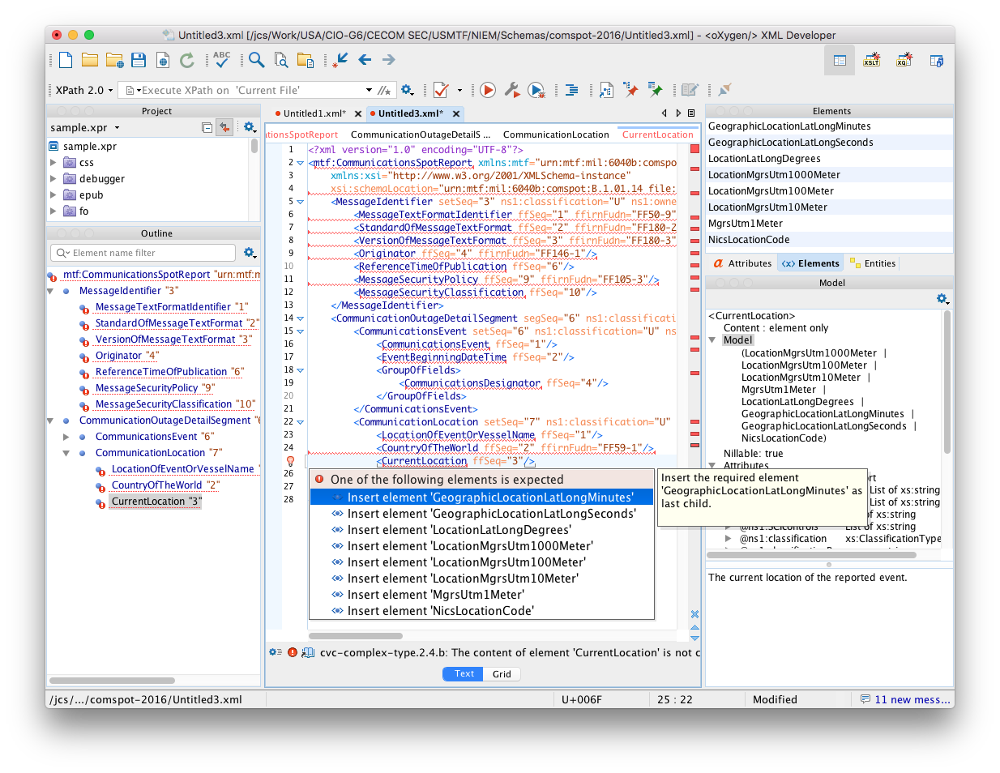 Untitled3.xml [/jcs/Work/USA/CIO-G6/CECOM SEC/USMTF/NIEM/Schemas/comspot-2016/Untitled3.xml] - <oXygen/> XML Developer
ABC
XSLT
XQ
XPath 2.0
Execute XPath on 'Current File'
Project
sample.xpr
sample.xpr
css
debugger
epub
fo
Outline
Element name filter
mtf:CommunicationsSpotReport "urn:mtf:m
MessageIdentifier "3"
MessageTextFormatIdentifier "1"
StandardOfMessageTextFormat "2"
VersionOfMessageTextFormat "3"
Originator "4"
ReferenceTimeOfPublication "6"
MessageSecurityPolicy "9"
MessageSecurityClassification "10"
CommunicationOutageDetailSegment "6
CommunicationsEvent "6"
CommunicationLocation "7"
LocationOfEventOrVesselName "
CountryOfTheWorld "2"
CurrentLocation "3"
Untitled1.xml*
Untitled3.xml*
ationsSpotReport CommunicationOutageDetailS ... CommunicationLocation CurrentLocation
1 <?xml version="1.0" encoding="UTF-8"?>
2 <mtf:CommunicationsSpotReport xmlns:mtf="urn:mtf:mil:6040b:comspo
3 xmlns:xsi="http://www.w3.org/2001/XMLSchema-instance"
4 xsi:schemaLocation="urn:mtf:mil:6040b:comspot:B.1.01.14 file:
5 <MessageIdentifier setSeq="3" ns1:classification="U" ns1:owne
6 <MessageTextFormatIdentifier ffSeq="1" ffirnFudn="FF50-9"
7 <StandardOfMessageTextFormat ffSeq="2" ffirnFudn="FF180-2
8 <VersionOfMessageTextFormat ffSeq="3" ffirnFudn="FF180-3"
9 <Originator ffSeq="4" ffirnFudn="FF146-1"/>
10 <ReferenceTimeOfPublication ffSeq="6"/>
11 <MessageSecurityPolicy ffSeq="9" ffirnFudn="FF105-3"/>
12 <MessageSecurityClassification ffSeq="10"/>
13 </MessageIdentifier>
14 <CommunicationOutageDetailSegment segSeq="6" ns1:classificati
15 <CommunicationsEvent setSeq="6" ns1:classification="U" ns
16 <CommunicationsEvent ffSeq="1"/>
17 <EventBeginningDateTime ffSeq="2"/>
18 <GroupOfFields>
19 <CommunicationsDesignator ffSeq="4"/>
20 </GroupOfFields>
21 </CommunicationsEvent>
22 <CommunicationLocation setSeq="7" ns1:classification="U"
23 <LocationOfEventOrVesselName ffSeq="1"/>
24 <CountryOfTheWorld ffSeq="2" ffirnFudn="FF59-1"/>
<CurrentLocation ffSeq="3"/>
26
27
28
One of the following elements is expected
Insert element 'GeographicLocationLatLongMinutes'
Insert element 'GeographicLocationLatLongSeconds'
Insert element 'LocationLatLongDegrees'
Insert element 'LocationMgrsUtm1000Meter'
Insert element 'LocationMgrsUtm100Meter'
Insert element 'LocationMgrsUtm10Meter'
Insert element 'MgrsUtm1Meter'
Insert element 'NicsLocationCode'
Insert the required element
'GeographicLocationLatLongMinutes' as
last child.
cvc-complex-type.2.4.b: The content of element 'CurrentLocation' is not c
Text Grid
Elements
GeographicLocationLatLongMinutes
GeographicLocationLatLongSeconds
LocationLatLongDegrees
LocationMgrsUtm1000Meter
LocationMgrsUtm100Meter
LocationMgrsUtm10Meter
MgrsUtm1Meter
NicsLocationCode
a Attributes <x> Elements Entities
Model
<CurrentLocation>
Content : element only
Model
(LocationMgrsUtm1000Meter |
LocationMgrsUtm100Meter |
LocationMgrsUtm10Meter |
MgrsUtm1Meter |
LocationLatLongDegrees |
GeographicLocationLatLongMinutes |
GeographicLocationLatLongSeconds |
NicsLocationCode)
Nillable: true
Attributes
List of xs:string
List of xs:string
of xs:string
@ns1:SCIcontrols List of xs:string
@ns1:classification xs:ClassificationType
The current location of the reported event.
/jcs/.../comspot-2016/Untitled3.xml
U+006F
25 : 22
Modified
11 new mess...